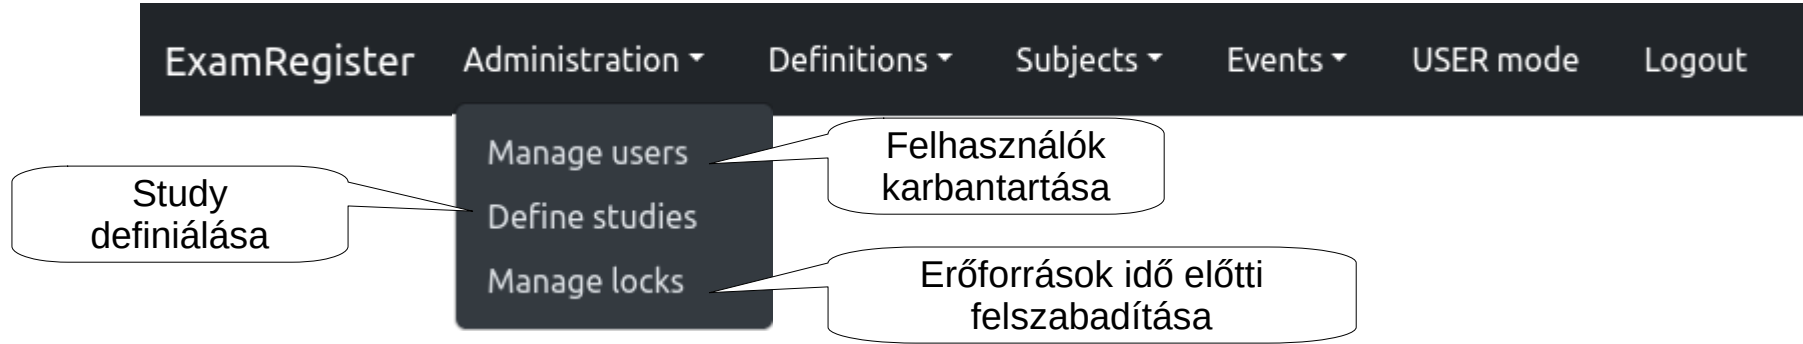 ExamRegister Administration Definitions Subjects Events USER mode Logout
Manage users
Felhasználók
karbantartása
Study
definiálása
Define studies
Manage locks
Erőforrások idő előtti
felszabadítása